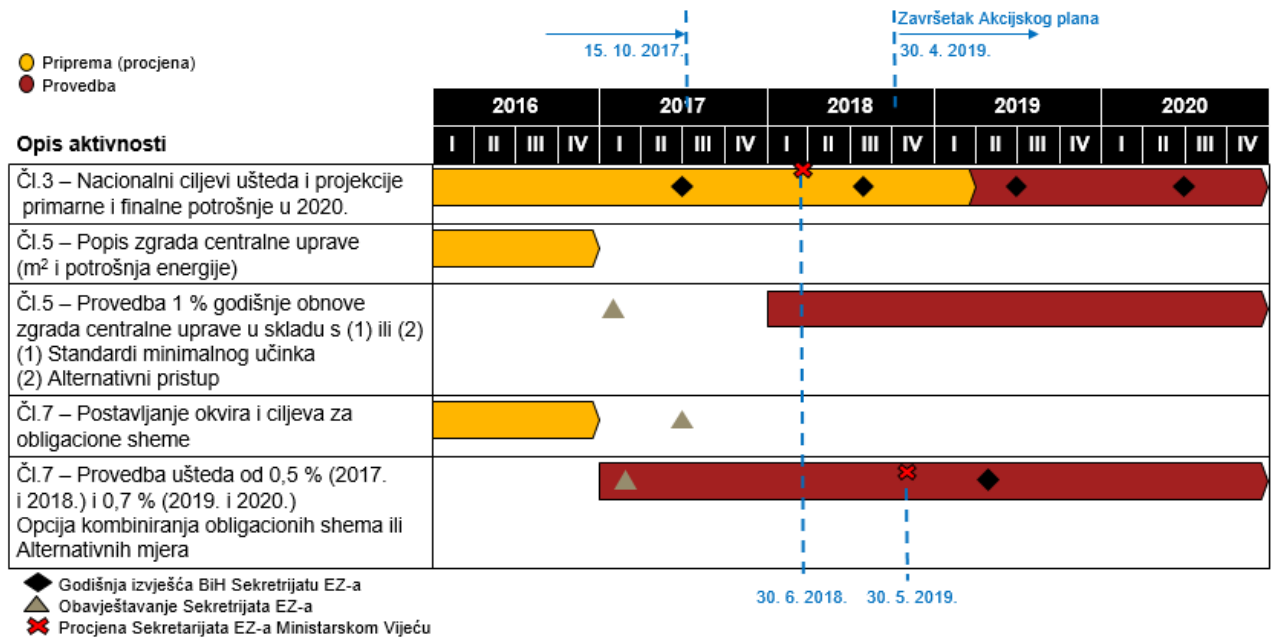 Završetak Akcijskog plana
15. 10. 2017.
30. 4. 2019.
Priprema (procjena)
Provedba
2016 2017 2018 2019 2020
Opis aktivnosti
I II III IV I II III IV I II III IV I II III IV I II III IV
Čl.3 – Nacionalni ciljevi ušteda i projekcije
primarne i finalne potrošnje u 2020.
Čl.5 – Popis zgrada centralne uprave
(m² i potrošnja energije)
Čl.5 – Provedba 1 % godišnje obnove
zgrada centralne uprave u skladu s (1) ili (2)
(1) Standardi minimalnog učinka
(2) Alternativni pristup
Čl.7 – Postavljanje okvira i ciljeva za
obligacione sheme
Čl.7 – Provedba ušteda od 0,5 % (2017.
i 2018.) i 0,7 % (2019. i 2020.)
Opcija kombiniranja obligacionih shema ili
Alternativnih mjera
Godišnja izvješća BiH Sekretrijatu EZ-a
Obavještavanje Sekretrijata EZ-a
Procjena Sekretarijata EZ-a Ministarskom Vijeću
30. 6. 2018. 30. 5. 2019.